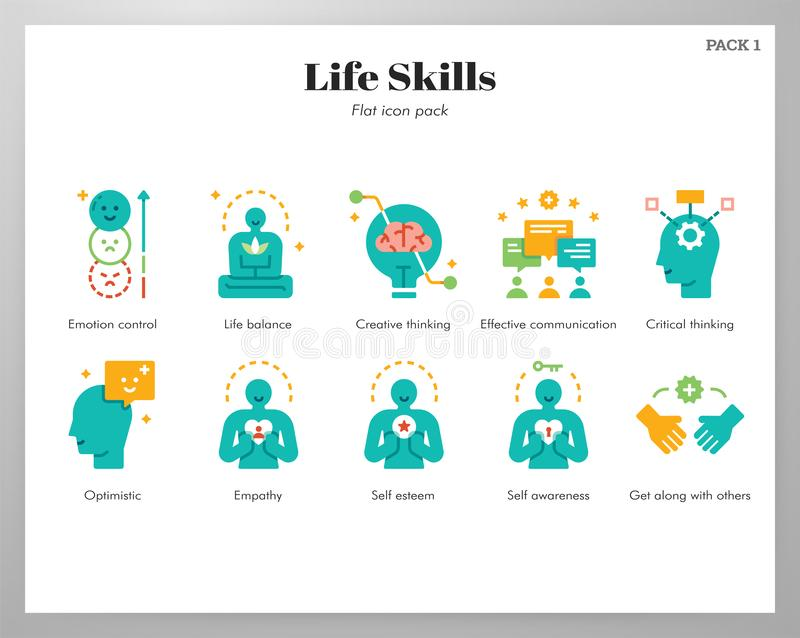 PACK 1
Life Skills
Flat icon pack
Emotion control
Life balance
Creative thinking
Effective communication
Critical thinking
Optimistic
Empathy
Self esteem
Self awareness
Get along with others
dreamstime